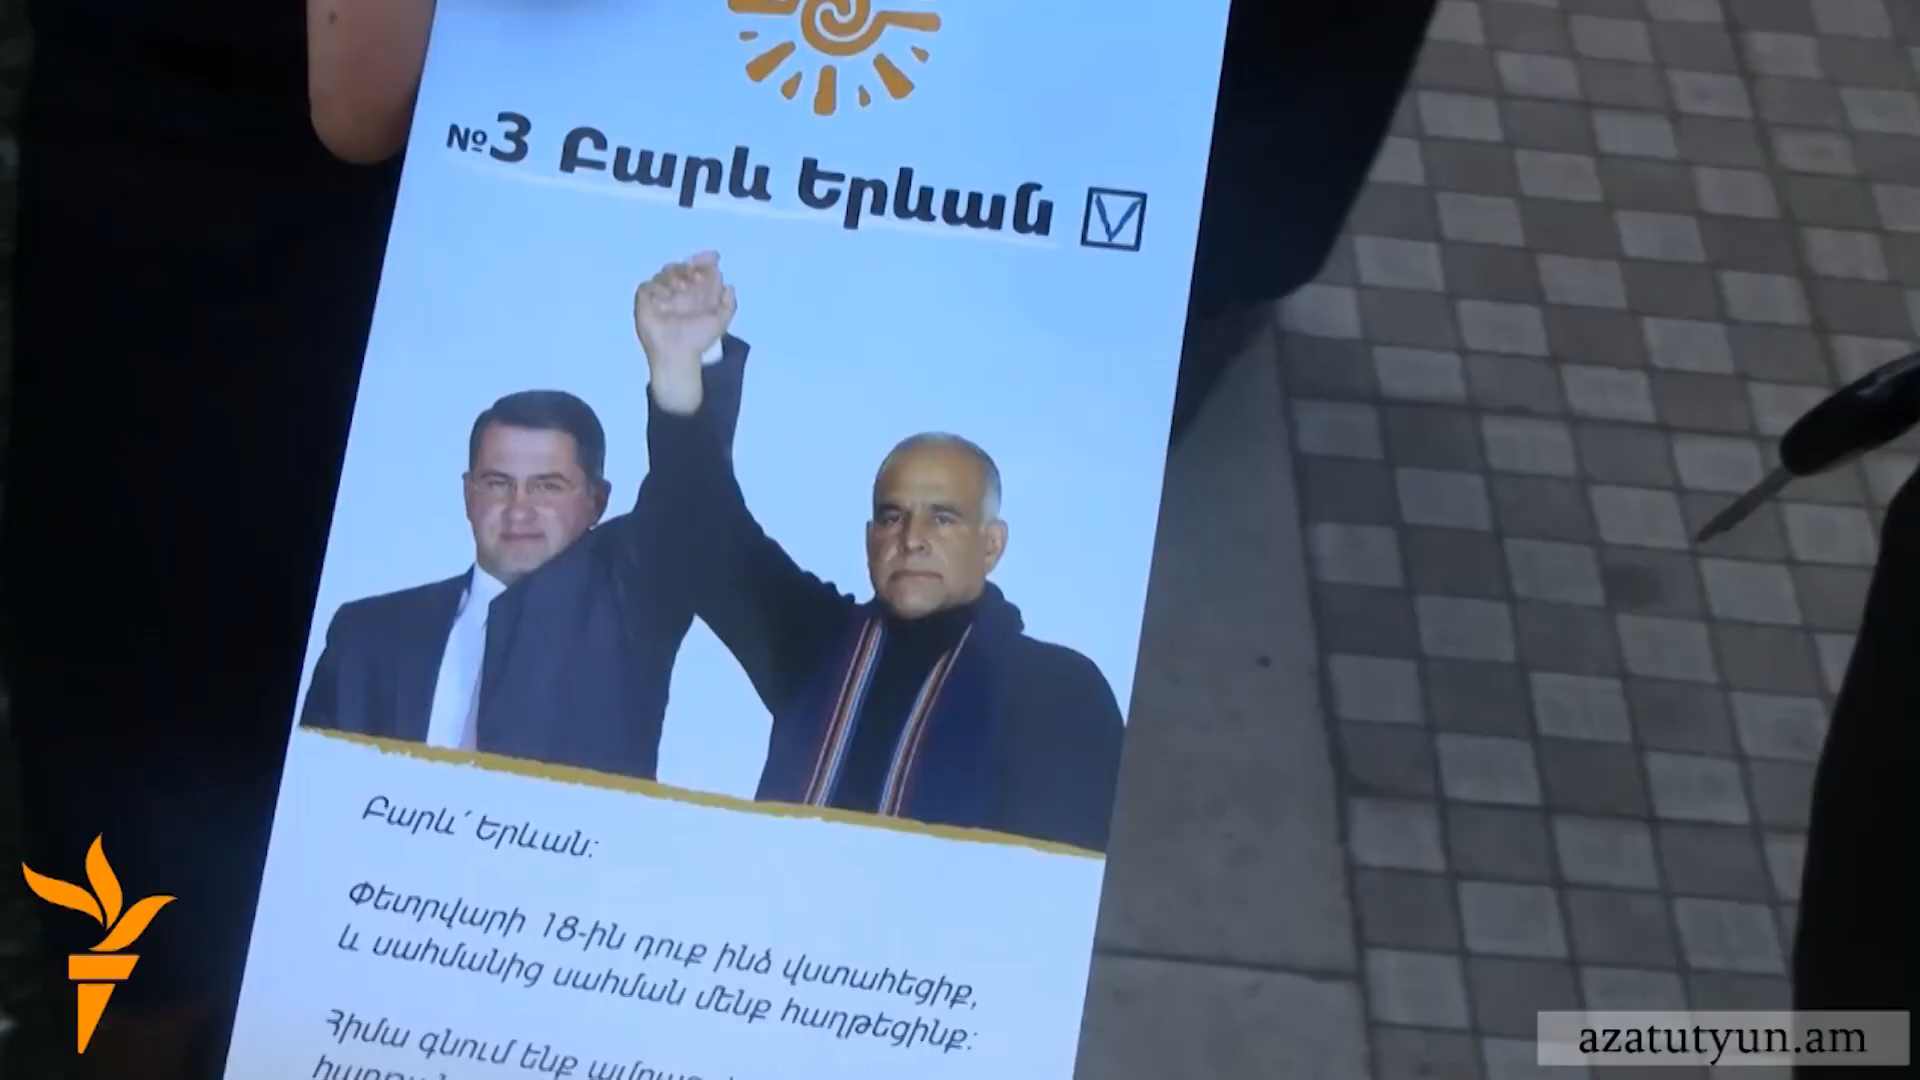 №3 Բարև Երևան
Բարև՛ Երևան։
Փետրվարի 18-ին դուք ինձ վստահեցիք,
և սահմանից սահման մենք հաղթեցինք։
Հիմա գնում ենք
azatutyun.am